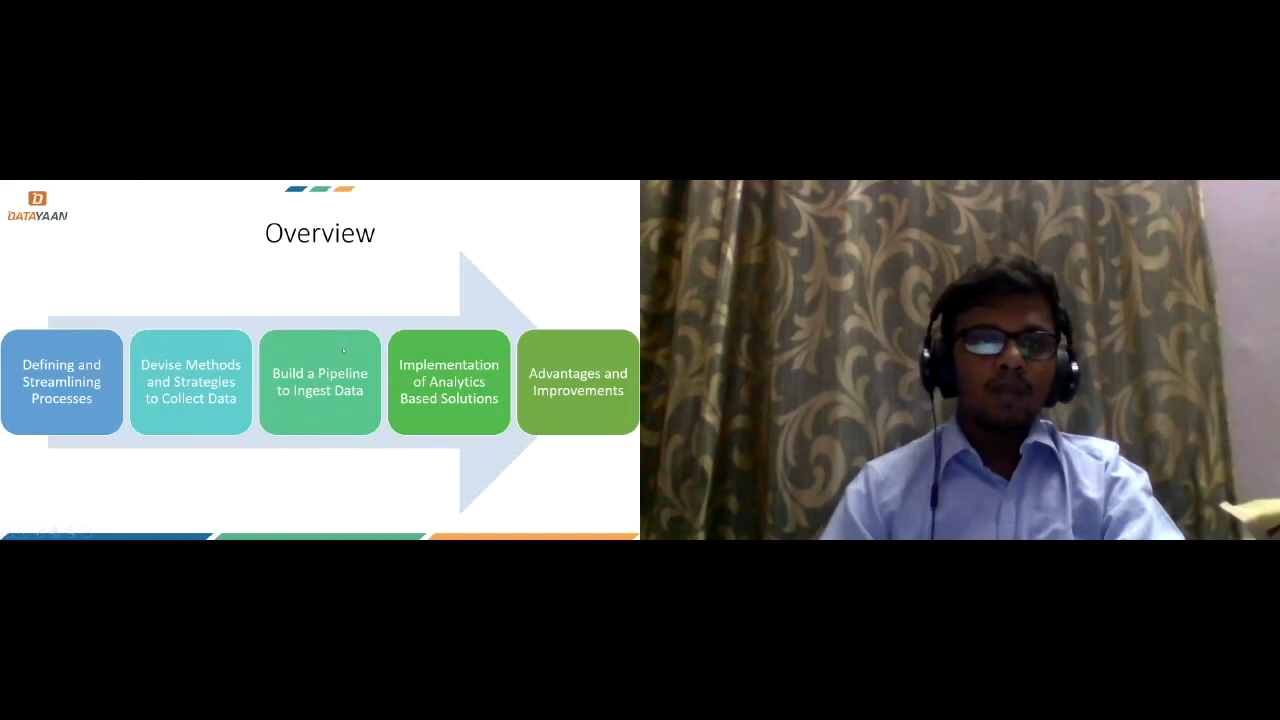 DATAYAAN
Overview
Defining and
Streamlining
Processes
Devise Methods
and Strategies
to Collect Data
Build a Pipeline
to Ingest Data
Implementation
of Analytics
Based Solutions
Advantages and
Improvements